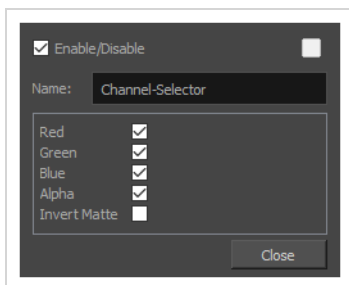 Enable/Disable
Name: Channel-Selector
Red
Green
Blue
Alpha
Invert Matte
Close